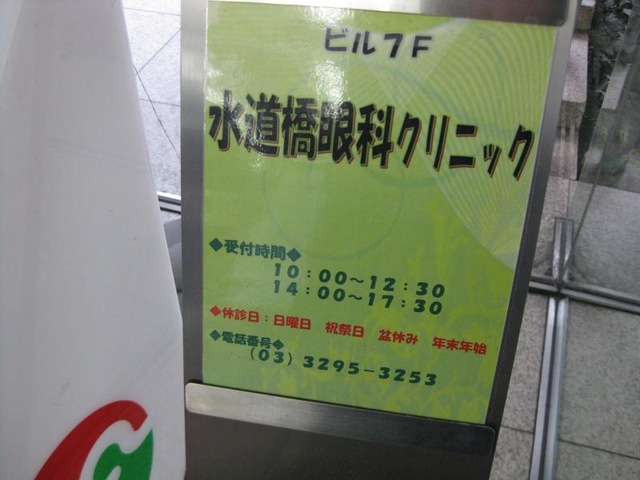 ビル7F
水道橋眼科クリニック
◆受付時間◆
10：00～12：30
14：00～17：30
◆休診日：日曜日　祝祭日　盆休み　年末年始
◆電話番号◆
（03）3295－3253